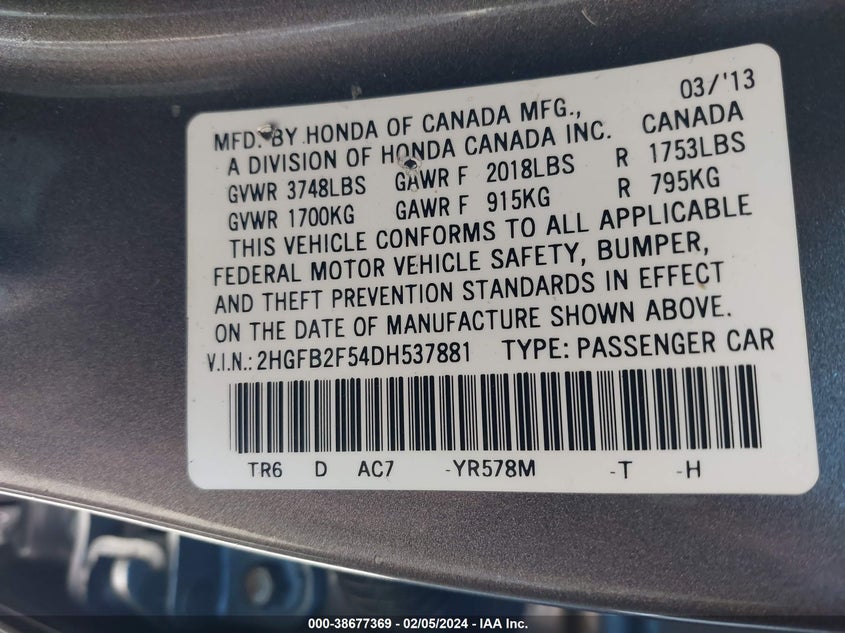 03/'13
MFD. BY HONDA OF CANADA MFG.,
A DIVISION OF HONDA CANADA INC. CANADA
GVWR 3748LBS GAWR F 2018LBS R 1753LBS
GVWR 1700KG GAWR F 915KG R 795KG
THIS VEHICLE CONFORMS TO ALL APPLICABLE
FEDERAL MOTOR VEHICLE SAFETY, BUMPER,
AND THEFT PREVENTION STANDARDS IN EFFECT
ON THE DATE OF MANUFACTURE SHOWN ABOVE.
V.I.N.: 2HGFB2F54DH537881 TYPE: PASSENGER CAR
TR6 D AC7 -YR578M -T -H
000-38677369 - 02/05/2024 - IAA Inc.